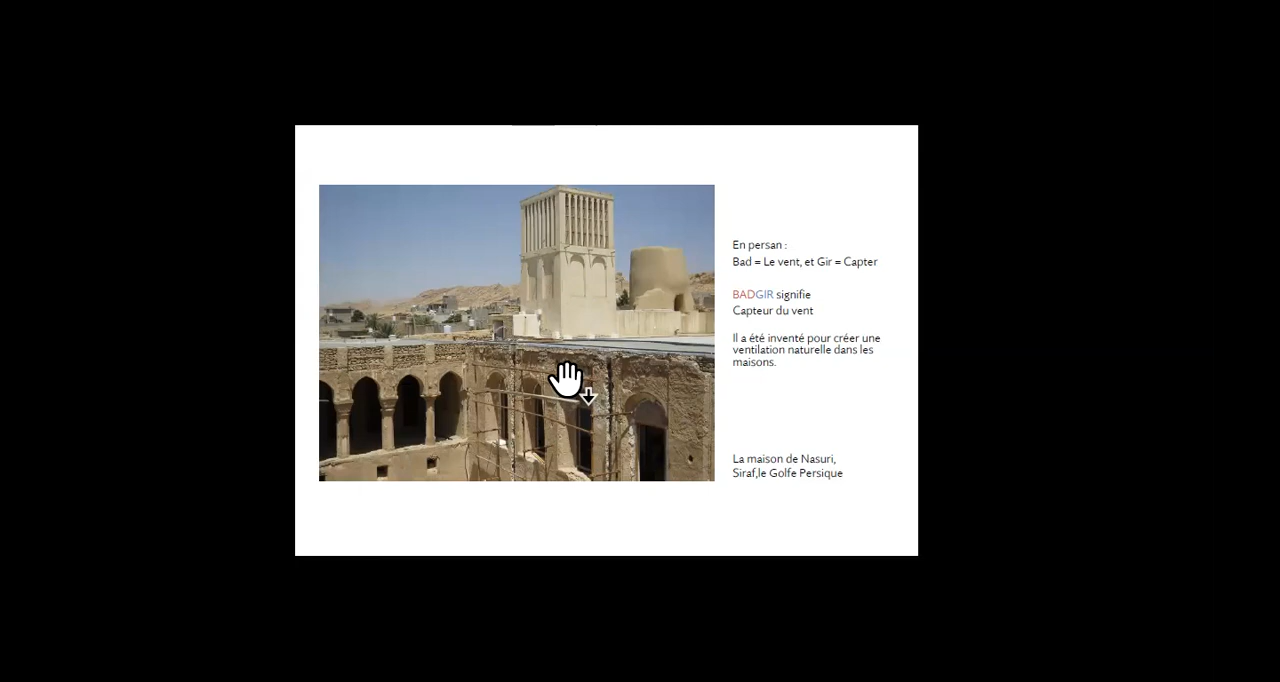 En persan :
Bad = Le vent, et Gir = Capter
BADGIR signifie
Capteur du vent
Il a été inventé pour créer une
ventilation naturelle dans les
maisons.
La maison de Nasuri,
Siraf,le Golfe Persique